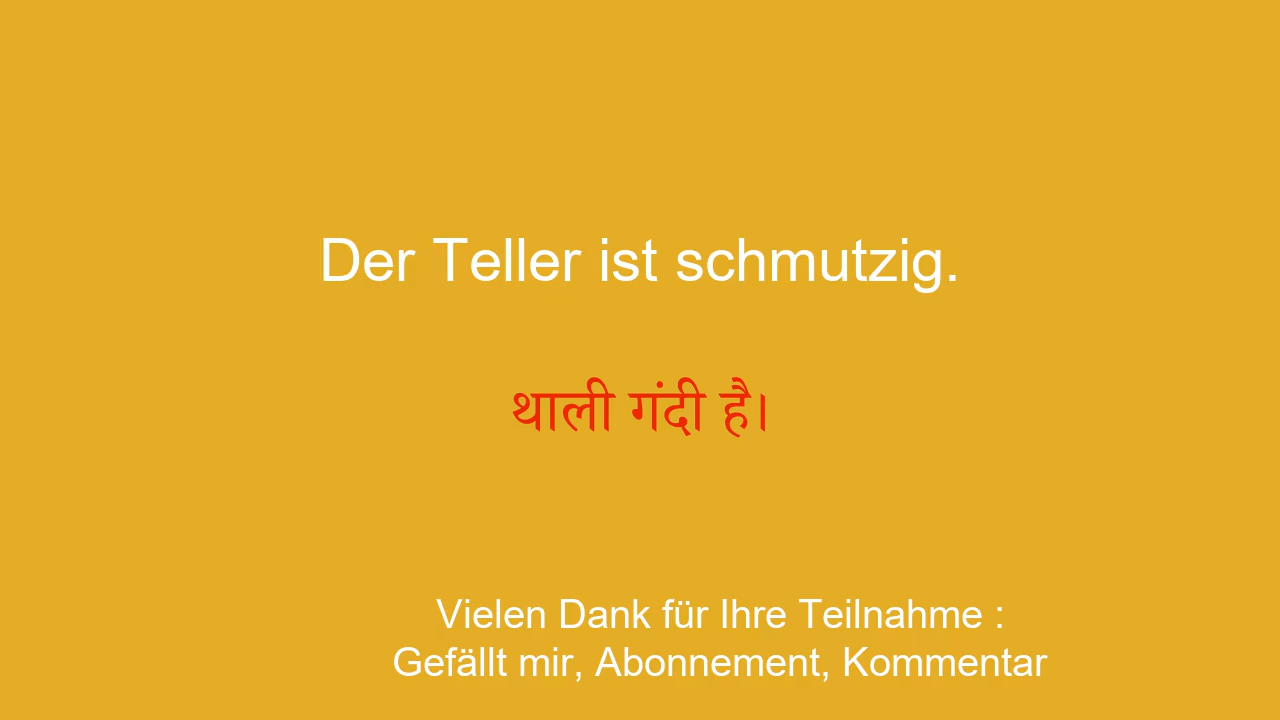 Der Teller ist schmutzig.
थाली गंदी है।
Vielen Dank für Ihre Teilnahme :
Gefällt mir, Abonnement, Kommentar